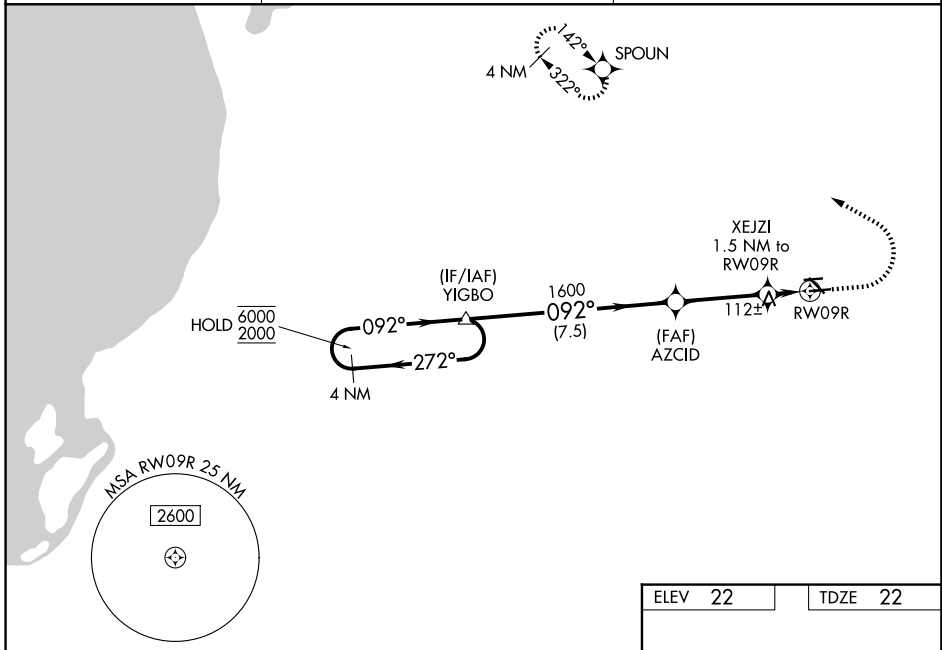 142°
SPOUN
4 NM
322°
XEJZI
1.5 NM to
RW09R
(IF/IAF)
YIGBO
1600
092°
(7.5)
112±
RW09R
(FAF)
AZCID
HOLD 6000
2000
092°
272°
4 NM
MSA RW09R 25 NM
2600
ELEV 22
TDZE 22